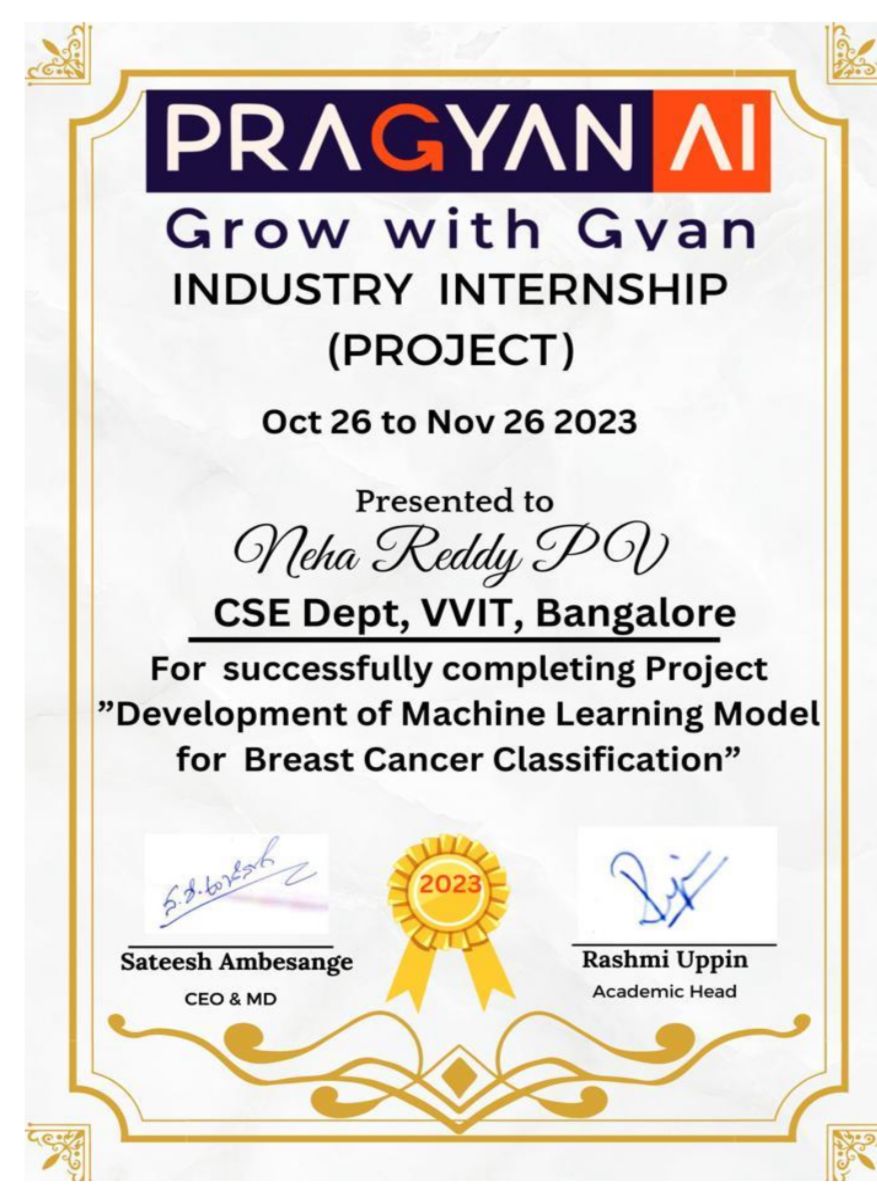 PRAGYAN AI
Grow with Gyan
INDUSTRY INTERNSHIP
(PROJECT)
Oct 26 to Nov 26 2023
Presented to
Neha Reddy P V
CSE Dept, VVIT, Bangalore
For successfully completing Project
”Development of Machine Learning Model
for Breast Cancer Classification”
2023
Sateesh Ambesange
Rashmi Uppin
CEO & MD
Academic Head